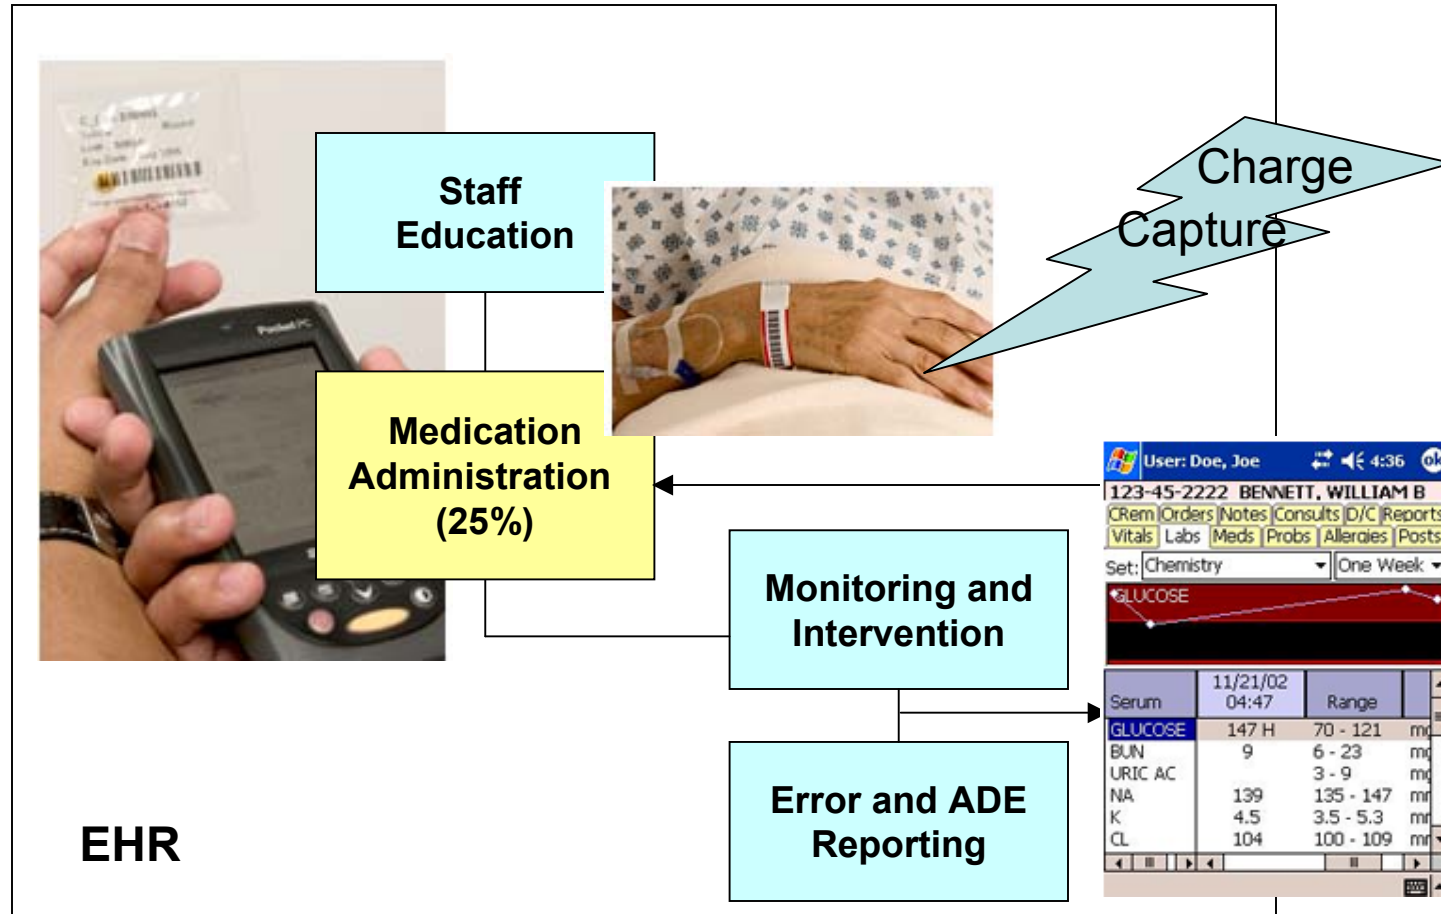 Staff
Education
Charge
Capture
Pocket PC
Medication
Administration
(25%)
Monitoring and
Intervention
Error and ADE
Reporting
EHR
User: Doe, Joe 4:36 ok
123-45-2222 BENNETT, WILLIAM B
CRem Orders Notes Consults D/C Reports
Vitals Labs Meds Probs Allergies Posts
Set: Chemistry One Week
GLUCOSE
11/21/02
Serum 04:47 Range
GLUCOSE 147 H 70 - 121
BUN 9 6 - 23
URIC AC 3 - 9
NA 139 135 - 147
K 4.5 3.5 - 5.3
CL 104 100 - 109